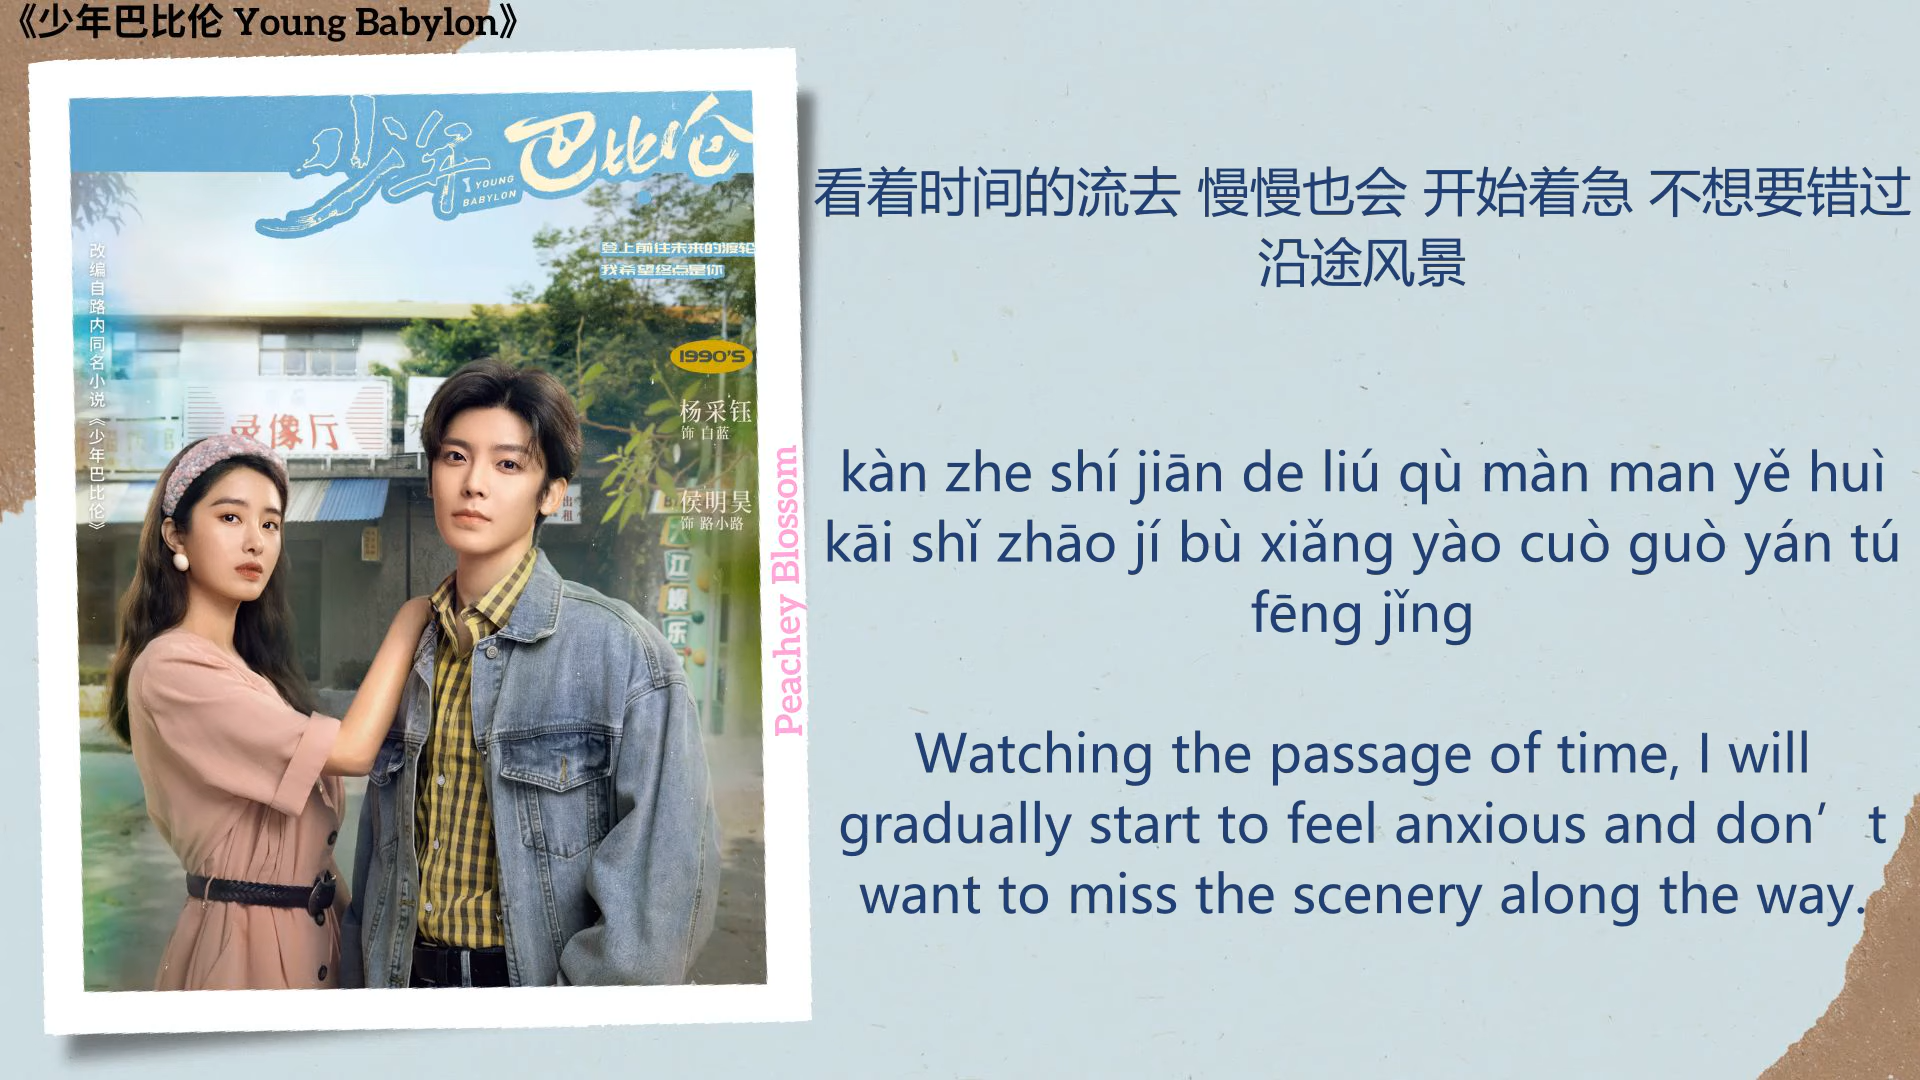 《少年巴比伦 Young Babylon》
少年巴比伦
YOUNG
BABYLON
登上前往未来的渡轮
我希望终点是你
改编自路内同名小说《少年巴比伦》
1990'S
录像厅
杨采钰
饰 白蓝
侯明昊
饰 路小路
出租
江
娱
乐
Peachey Blossom
看着时间的流去 慢慢也会 开始着急 不想要错过
沿途风景
kàn zhe shí jiān de liú qù màn man yě huì
kāi shǐ zhāo jí bù xiǎng yào cuò guò yán tú
fēng jǐng
Watching the passage of time, I will
gradually start to feel anxious and don’ t
want to miss the scenery along the way.